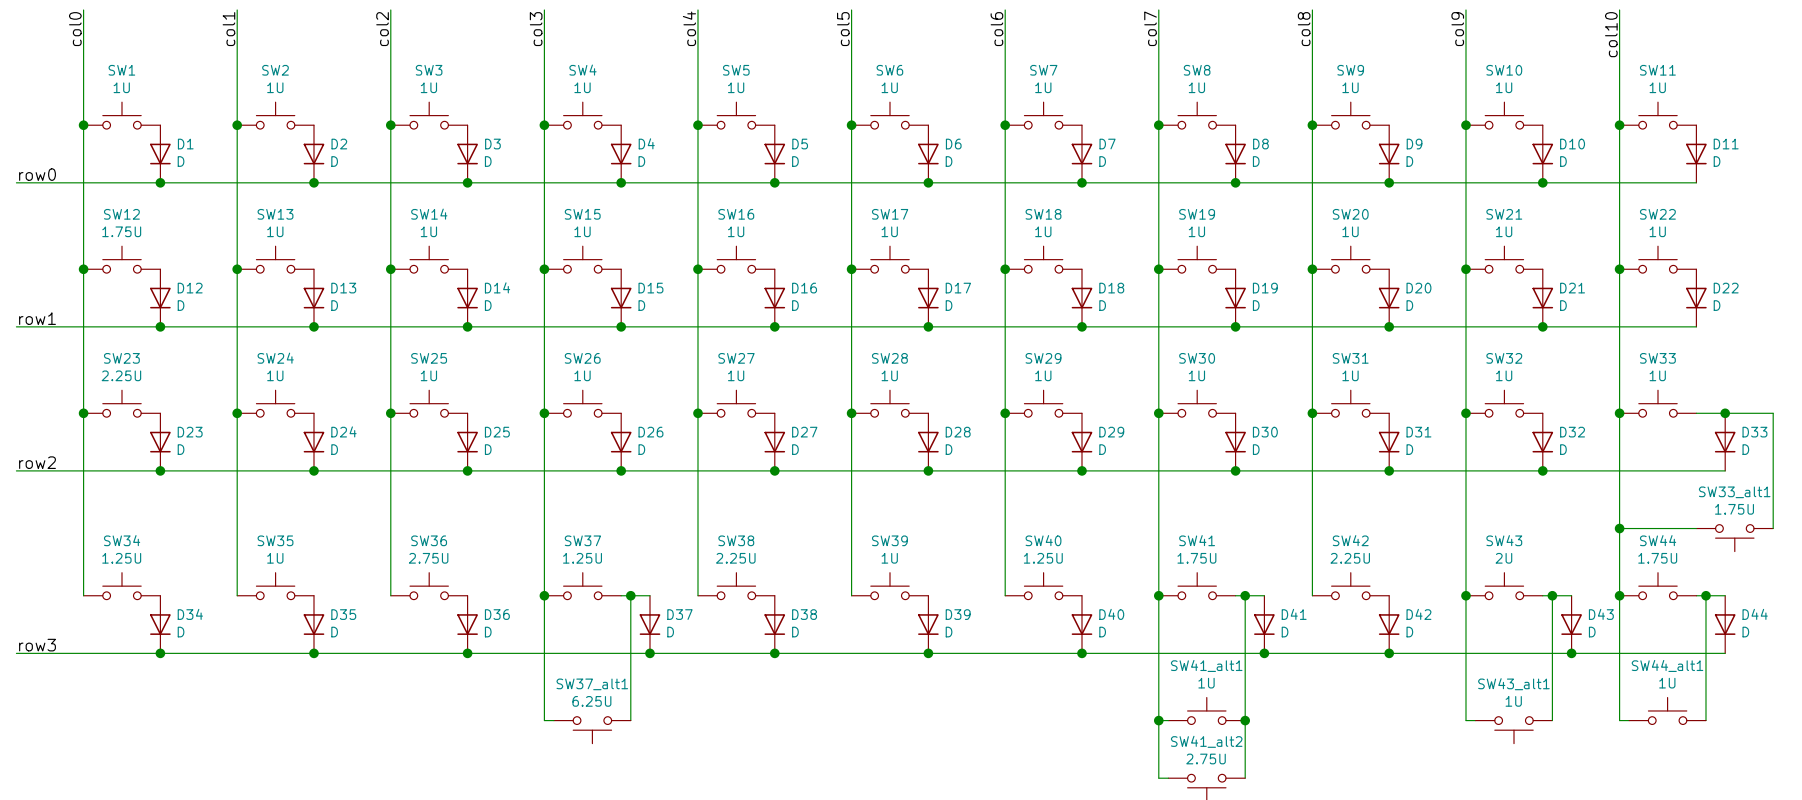 col0 col1 col2 col3 col4 col5 col6 col7 col8 col9 col10
SW1 SW2 SW3 SW4 SW5 SW6 SW7 SW8 SW9 SW10 SW11
1U 1U 1U 1U 1U 1U 1U 1U 1U 1U 1U
D1 D2 D3 D4 D5 D6 D7 D8 D9 D10 D11
D D D D D D D D D D D
row0
SW12 SW13 SW14 SW15 SW16 SW17 SW18 SW19 SW20 SW21 SW22
1.75U 1U 1U 1U 1U 1U 1U 1U 1U 1U 1U
D12 D13 D14 D15 D16 D17 D18 D19 D20 D21 D22
D D D D D D D D D D D
row1
SW23 SW24 SW25 SW26 SW27 SW28 SW29 SW30 SW31 SW32 SW33
2.25U 1U 1U 1U 1U 1U 1U 1U 1U 1U 1U
D23 D24 D25 D26 D27 D28 D29 D30 D31 D32 D33
D D D D D D D D D D D
row2
SW33_alt1
1.75U
SW34 SW35 SW36 SW37 SW38 SW39 SW40 SW41 SW42 SW43 SW44
1.25U 1U 2.75U 1.25U 2.25U 1U 1.25U 1.75U 2.25U 2U 1.75U
D34 D35 D36 D37 D38 D39 D40 D41 D42 D43 D44
D D D D D D D D D D D
row3
SW41_alt1 SW44_alt1
1U 1U
SW37_alt1 SW43_alt1
6.25U 1U
SW41_alt2
2.75U